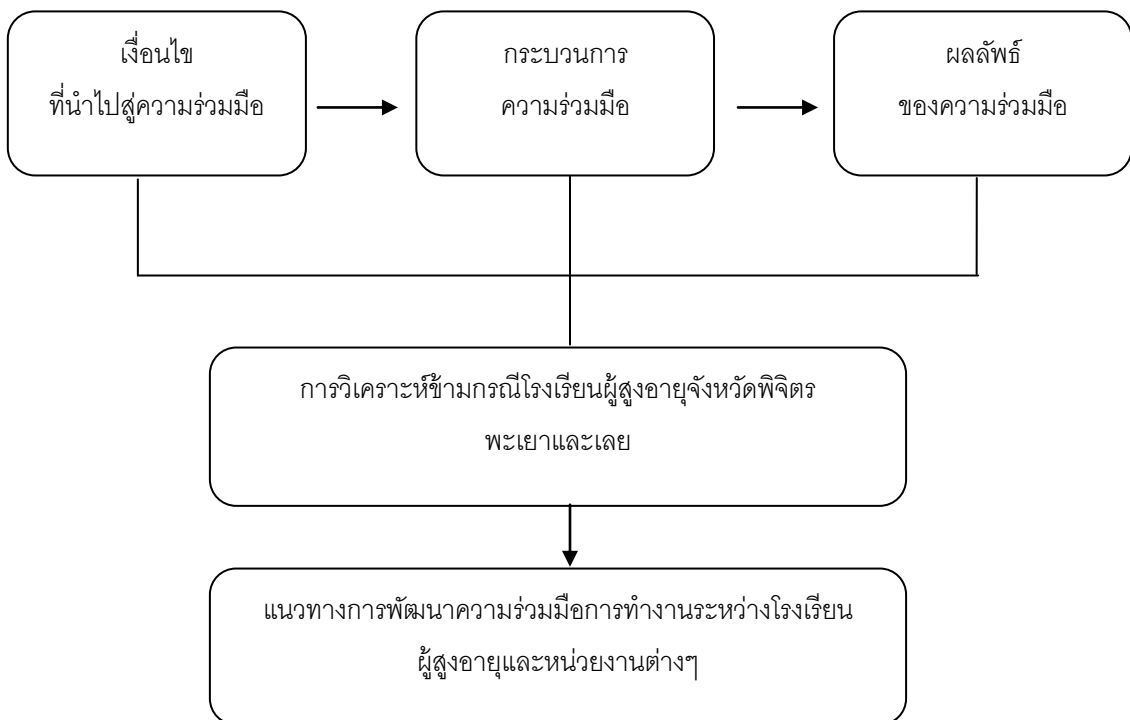 เงื่อนไข
ที่นำไปสู่ความร่วมมือ
กระบวนการ
ความร่วมมือ
ผลลัพธ์
ของความร่วมมือ
การวิเคราะห์ข้ามกรณีโรงเรียนผู้สูงอายุจังหวัดพิจิตร
พะเยาและเลย
แนวทางการพัฒนาความร่วมมือการทำงานระหว่างโรงเรียน
ผู้สูงอายุและหน่วยงานต่างๆ